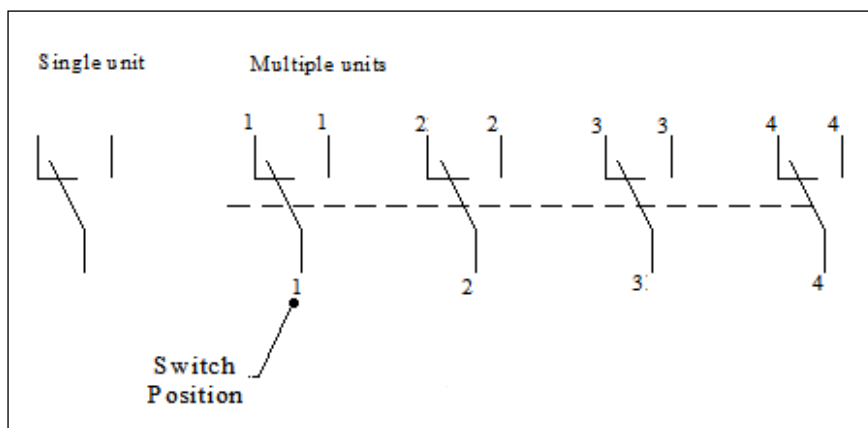 Single unit
Multiple units
1 1 2 2 3 3 4 4
1 2 3 4
Switch
Position